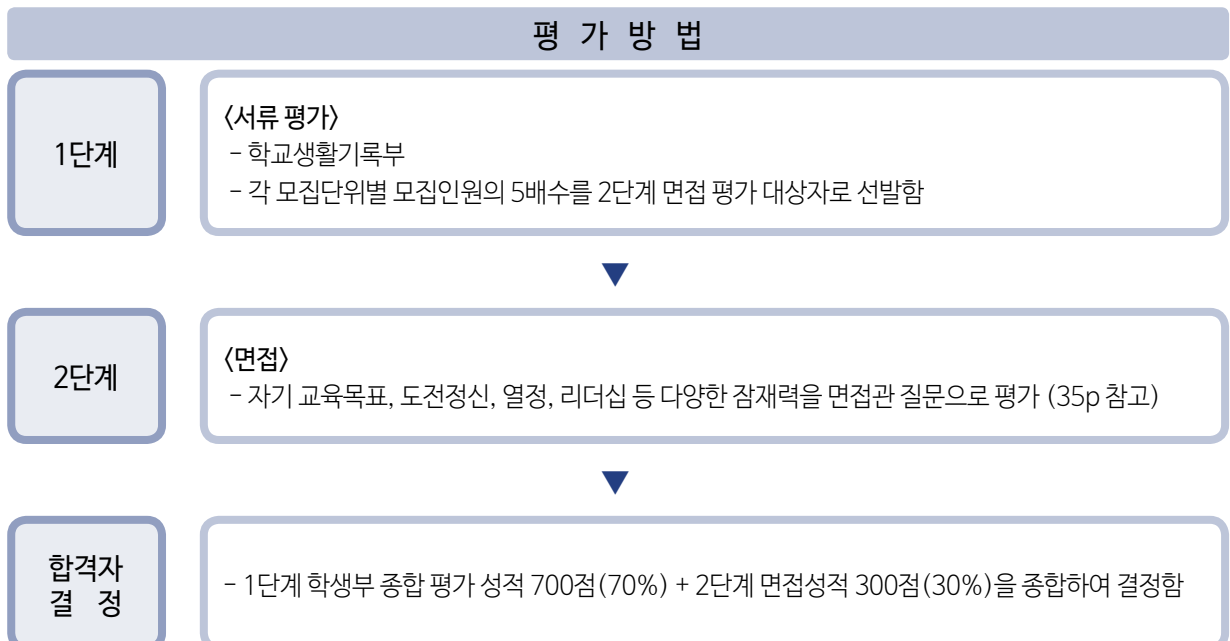 평 가 방 법
1단계
〈서류 평가〉
- 학교생활기록부
- 각 모집단위별 모집인원의 5배수를 2단계 면접 평가 대상자로 선발함
▼
2단계
〈면접〉
- 자기 교육목표, 도전정신, 열정, 리더십 등 다양한 잠재력을 면접관 질문으로 평가 (35p 참고)
▼
합격자
결 정
- 1단계 학생부 종합 평가 성적 700점(70%) + 2단계 면접성적 300점(30%)을 종합하여 결정함